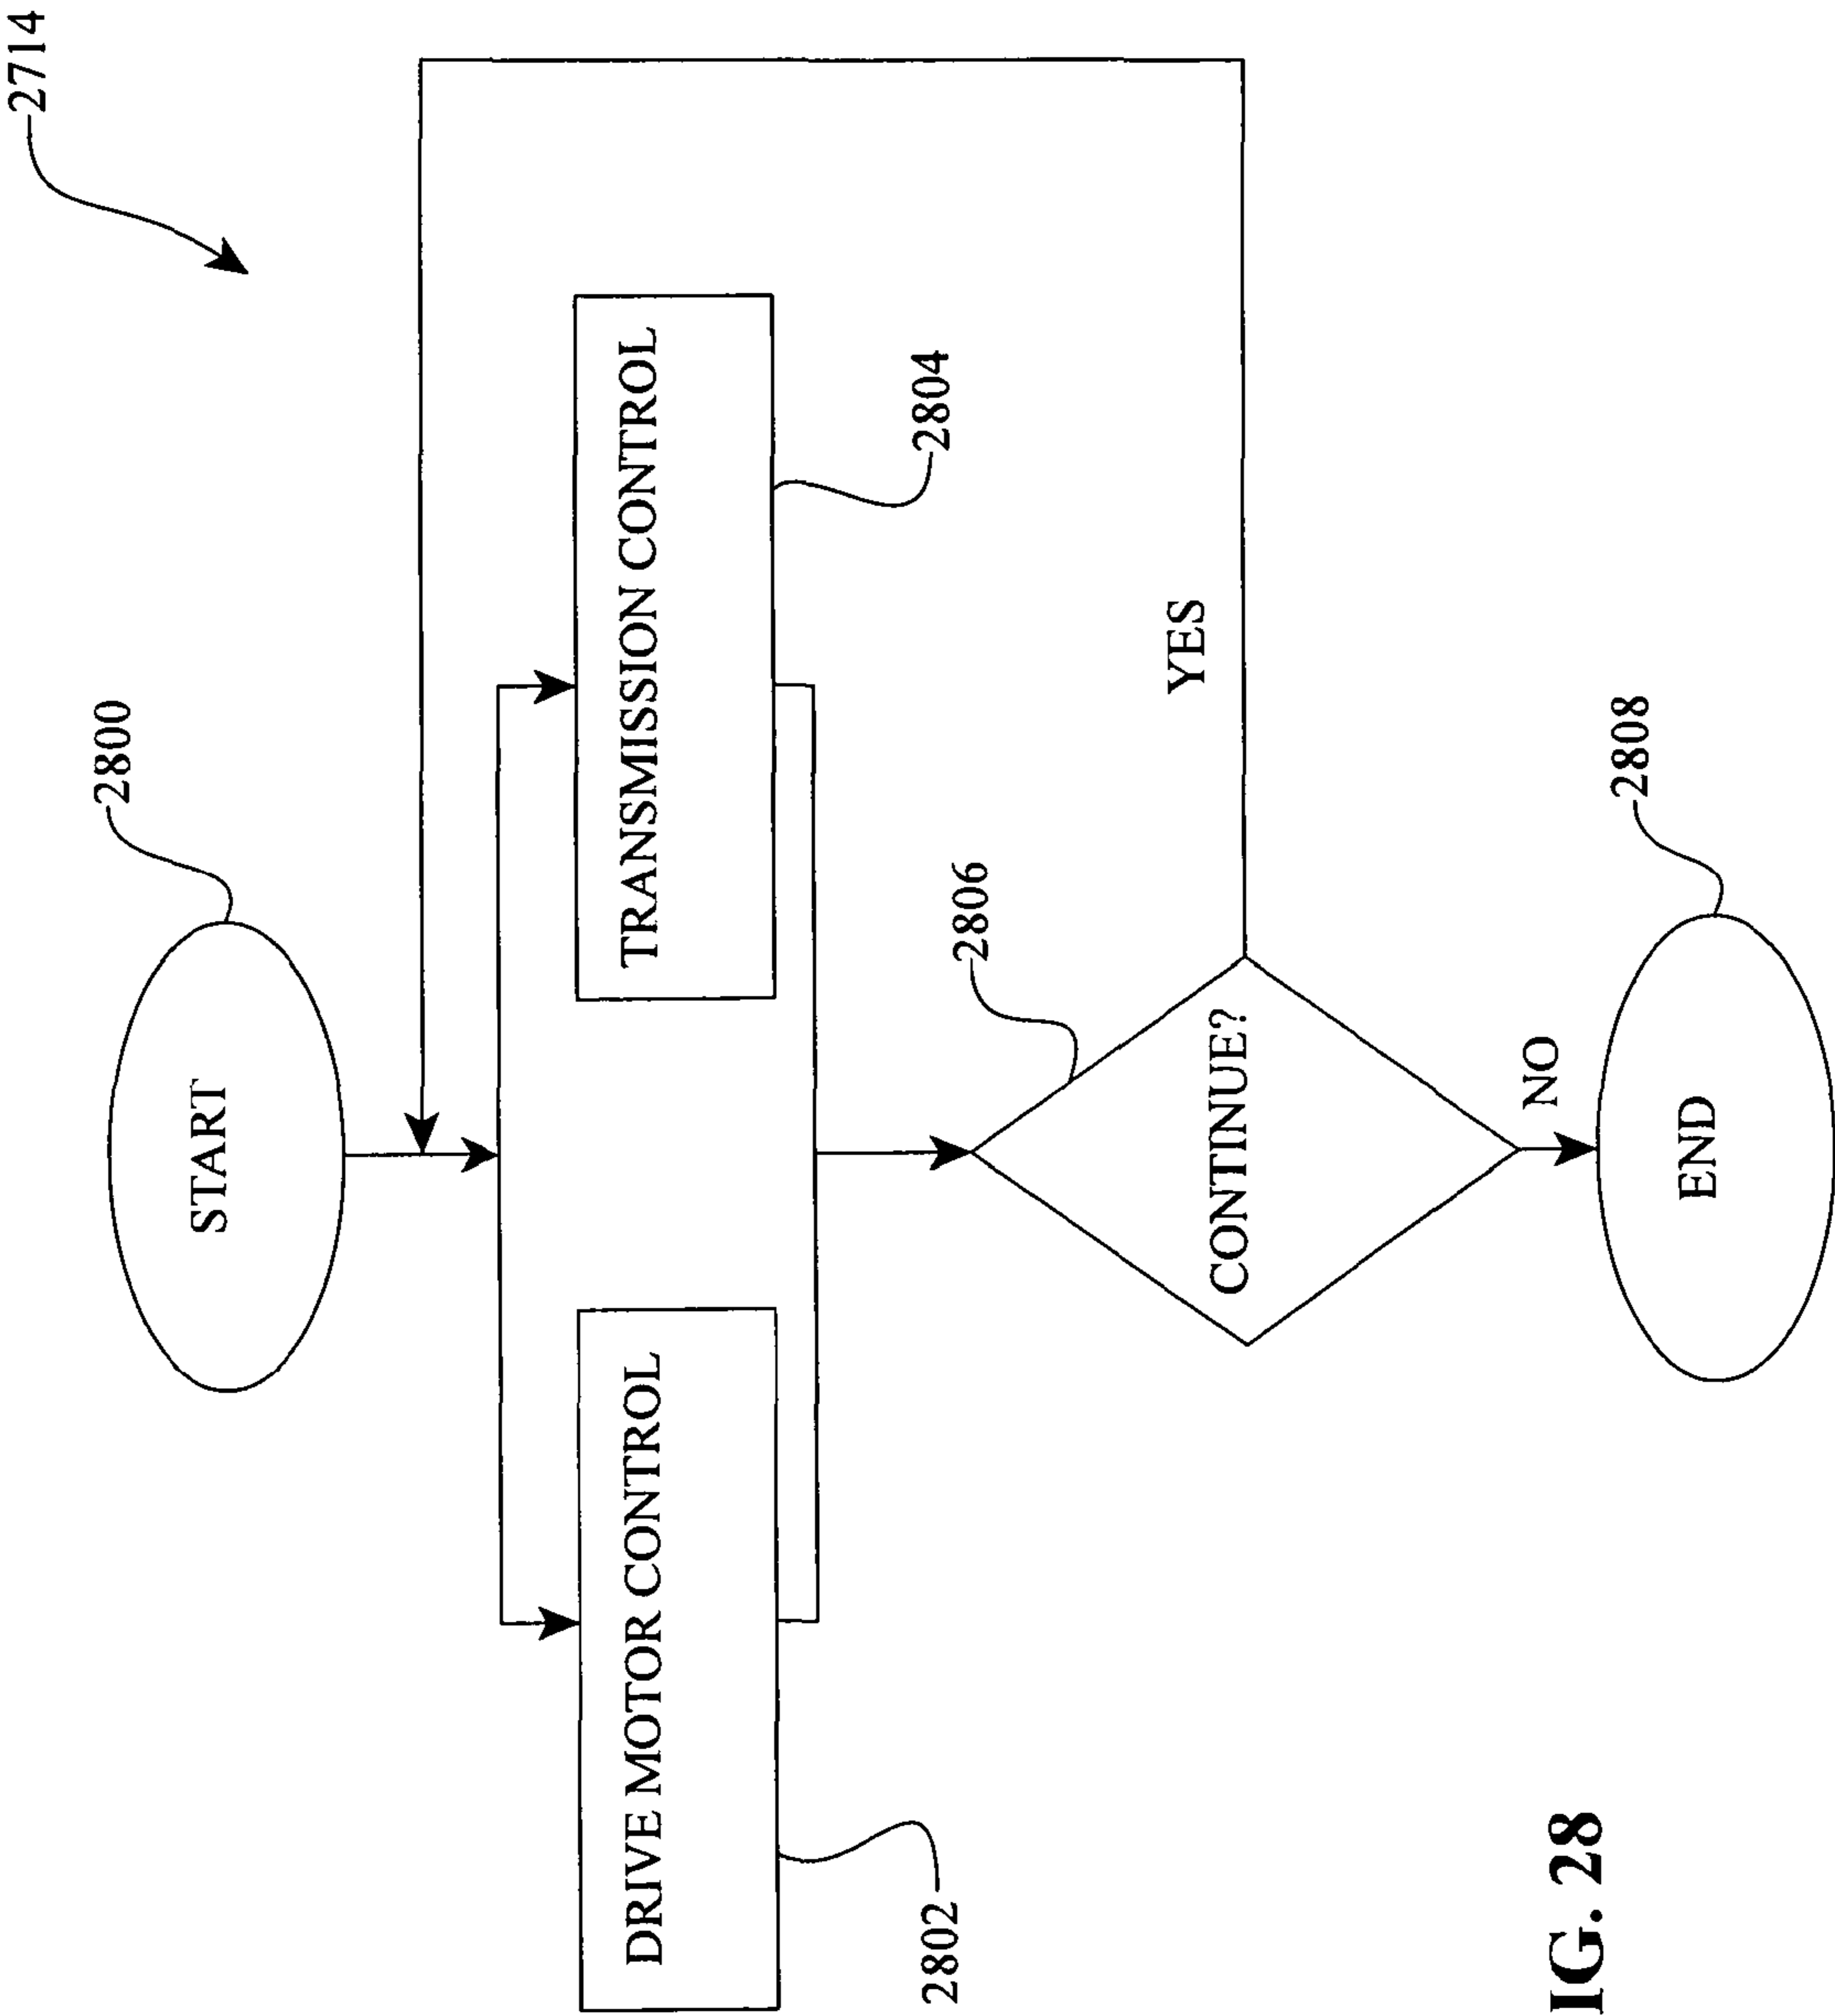 2714
START
2800
DRIVE MOTOR CONTROL
2802
TRANSMISSION CONTROL
2804
CONTINUE?
2806
YES
NO
END
2808
IG. 28